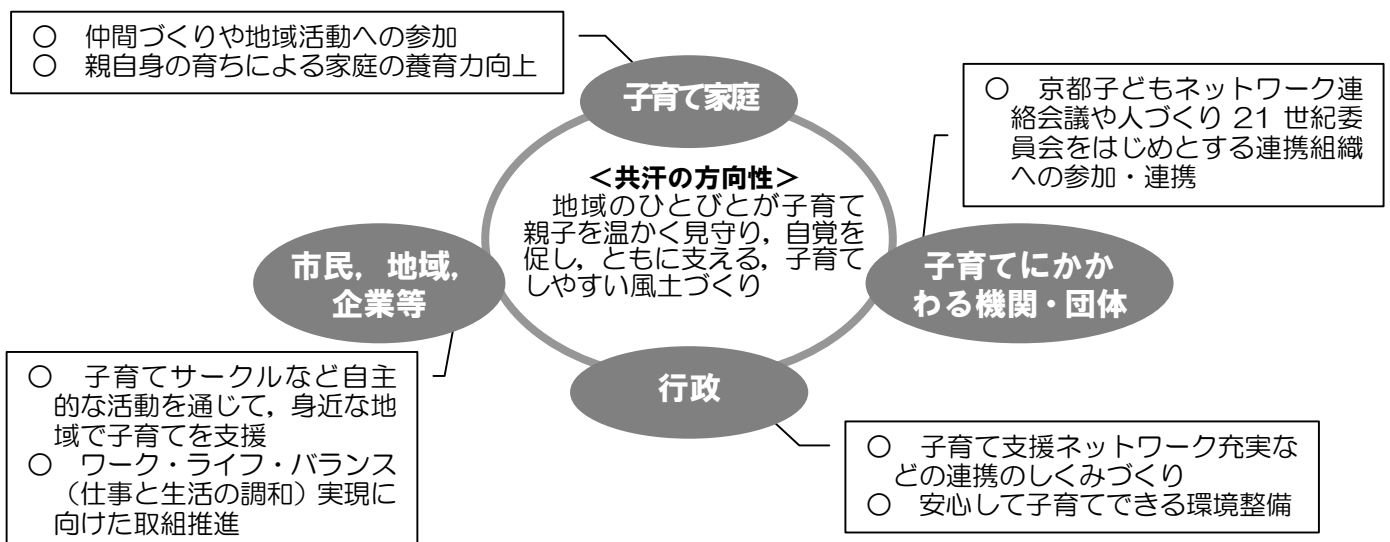 ○　仲間づくりや地域活動への参加
○　親自身の育ちによる家庭の養育力向上
子育て家庭
○　京都子どもネットワーク連
絡会議や人づくり 21 世紀委
員会をはじめとする連携組織
への参加・連携
＜共汗の方向性＞
地域のひとびとが子育て
親子を温かく見守り，自覚を
促し，ともに支える，子育て
しやすい風土づくり
市民，地域，
企業等
子育てにかか
わる機関・団体
行政
○　子育てサークルなど自主
的な活動を通じて，身近な地
域で子育てを支援
○　ワーク・ライフ・バランス
（仕事と生活の調和）実現に
向けた取組推進
○　子育て支援ネットワーク充実な
どの連携のしくみづくり
○　安心して子育てできる環境整備